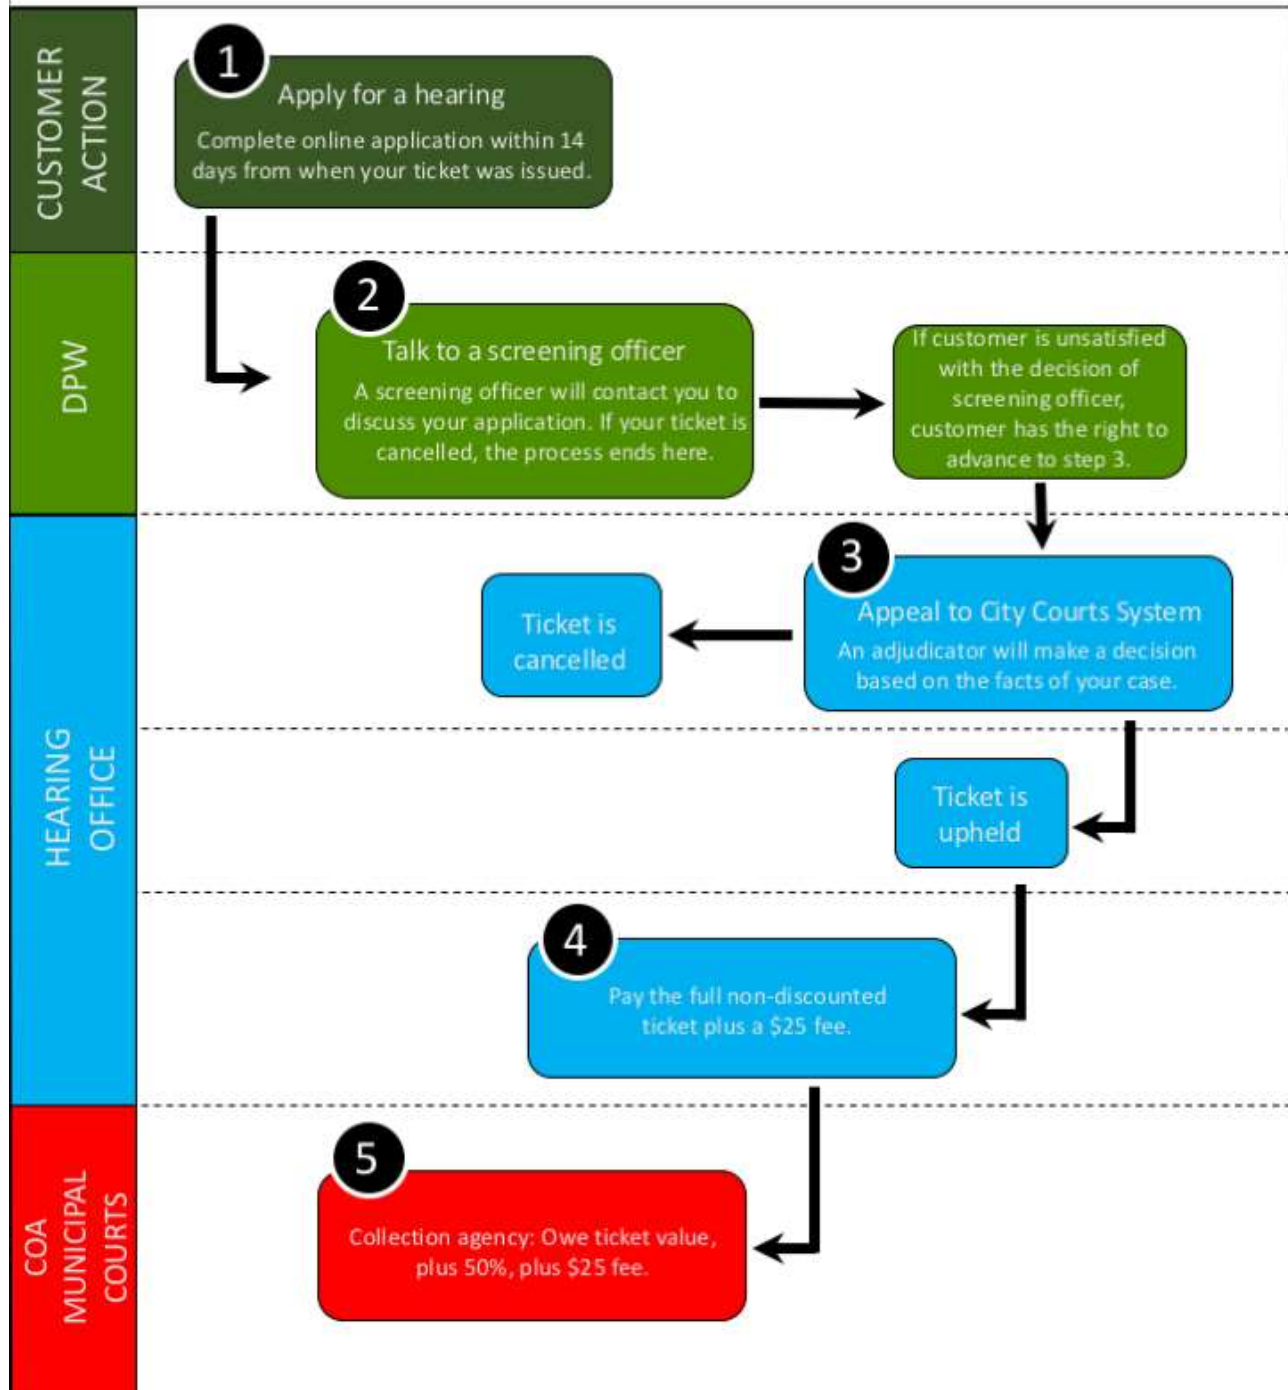 CUSTOMER
ACTION
1
Apply for a hearing
Complete online application within 14
days from when your ticket was issued.
DPW
2
Talk to a screening officer
A screening officer will contact you to
discuss your application. If your ticket is
cancelled, the process ends here.
If customer is unsatisfied
with the decision of
screening officer,
customer has the right to
advance to step 3.
HEARING
OFFICE
3
Appeal to City Courts System
An adjudicator will make a decision
based on the facts of your case.
Ticket is
cancelled
Ticket is
upheld
4
Pay the full non-discounted
ticket plus a $25 fee.
COA
MUNICIPAL
COURTS
5
Collection agency: Owe ticket value,
plus 50%, plus $25 fee.